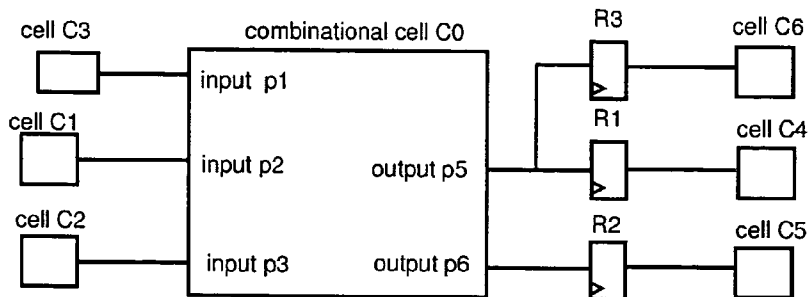 cell C3
combinational cell C0
R3
cell C6
input p1
cell C1
R1
cell C4
input p2
output p5
cell C2
R2
cell C5
input p3
output p6